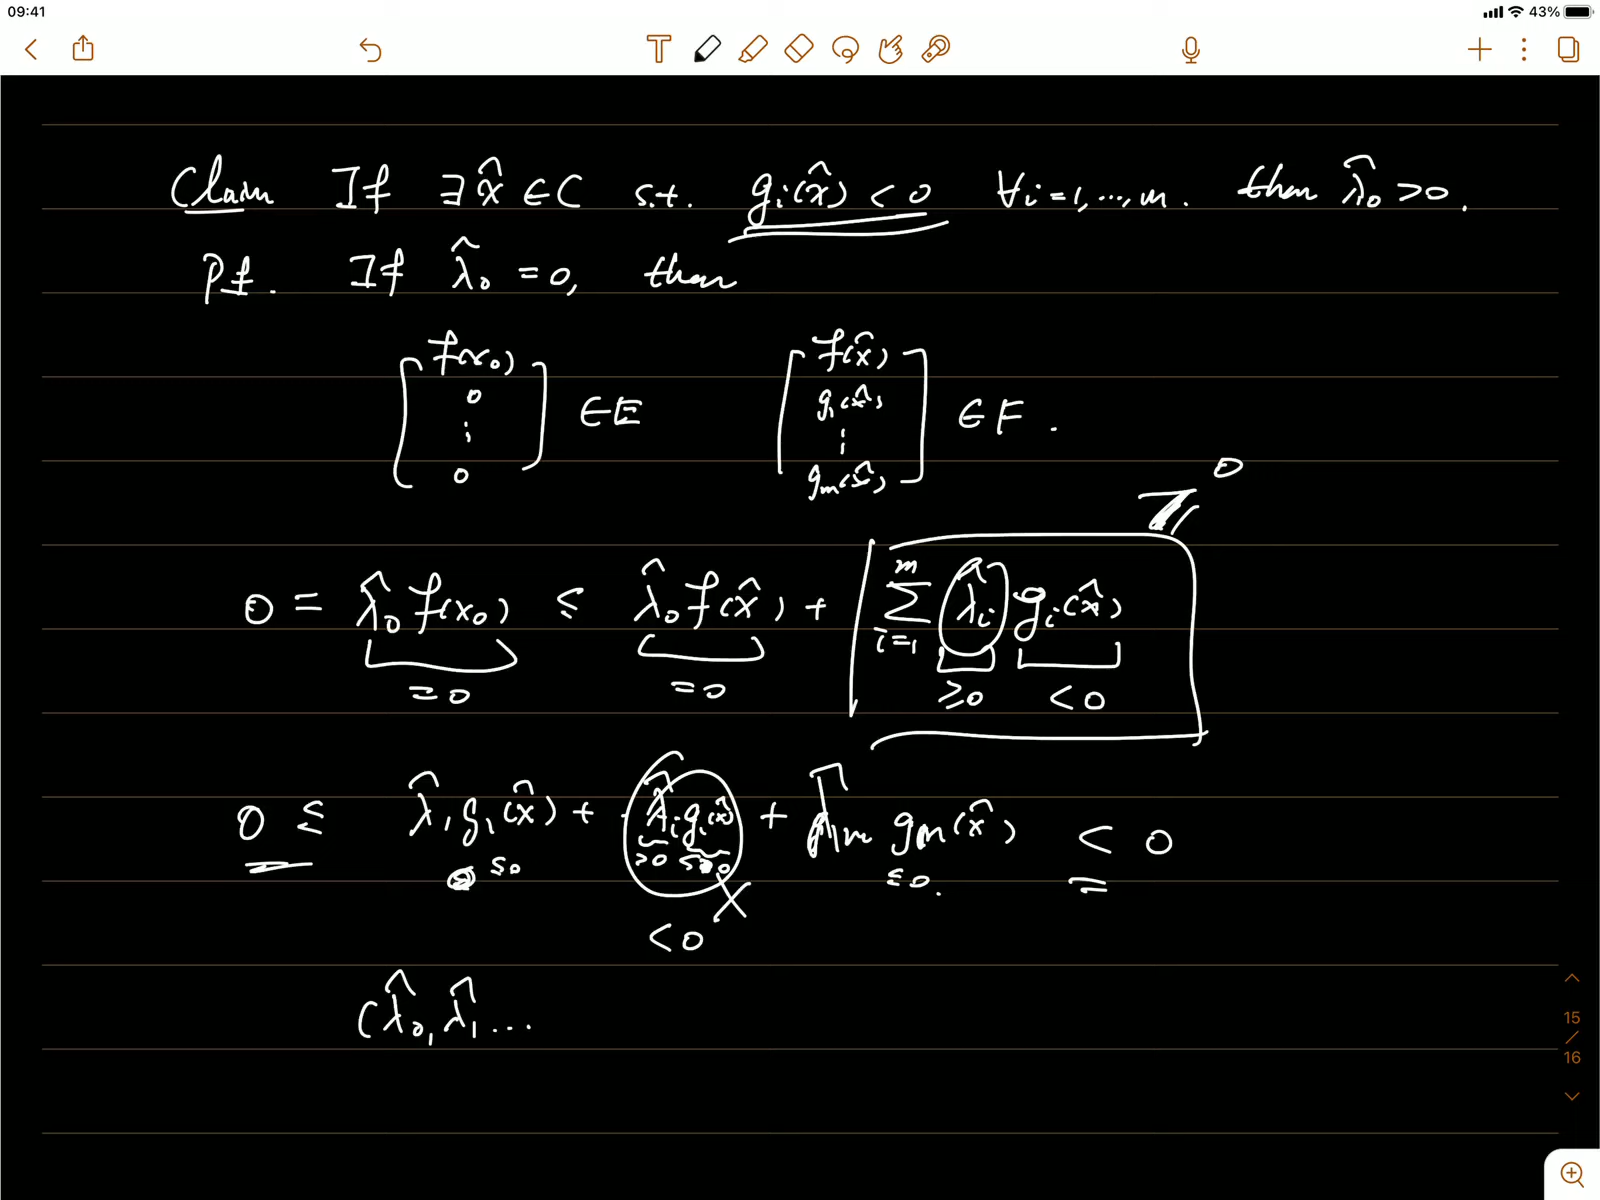 09:41 43%
Claim If ∃ x̂ ∈ C s.t. gᵢ(x̂) < 0 ∀i=1,...,m. then λ̂₀ > 0.
Pf. If λ̂₀ = 0, then
[f(x₀) 0 ⋮ 0] ∈ E [f(x̂) g₁(x̂) ⋮ gₘ(x̂)] ∈ F.
0
0 = λ̂₀ f(x₀) ≤ λ̂₀ f(x̂) + ∑ᵢ₌₁ᵐ λ̂ᵢ gᵢ(x̂)
=0 =0 ≥0 <0
0 ≤ λ̂₁ g₁(x̂) + λ̂ᵢ gᵢ(x̂) + λ̂ₘ gₘ(x̂) < 0
≤0 >0 ≤0.
<0
(λ̂₀, λ̂₁ ...
15
/
16